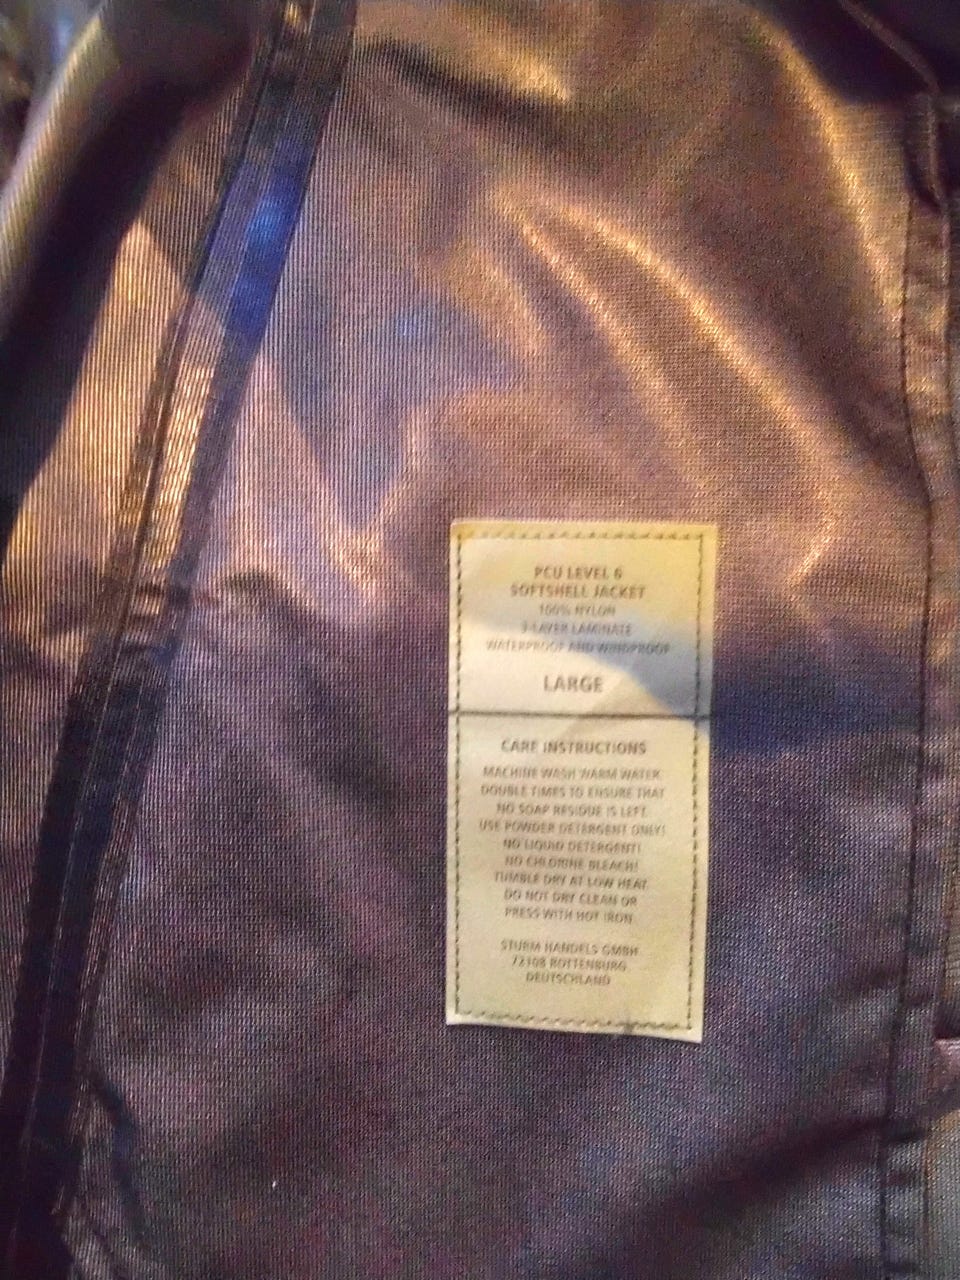 PCU LEVEL 6
SOFTSHELL JACKET
100% NYLON
3-LAYER LAMINATE
WATERPROOF AND WINDPROOF
LARGE
CARE INSTRUCTIONS
MACHINE WASH WARM WATER
DOUBLE TIMES TO ENSURE THAT
NO SOAP RESIDUE IS LEFT.
USE POWDER DETERGENT ONLY!
NO LIQUID DETERGENT!
NO CHLORINE BLEACH!
TUMBLE DRY AT LOW HEAT
DO NOT DRY CLEAN OR
PRESS WITH HOT IRON
STURM HANDELS GMBH
72108 ROTTENBURG
DEUTSCHLAND